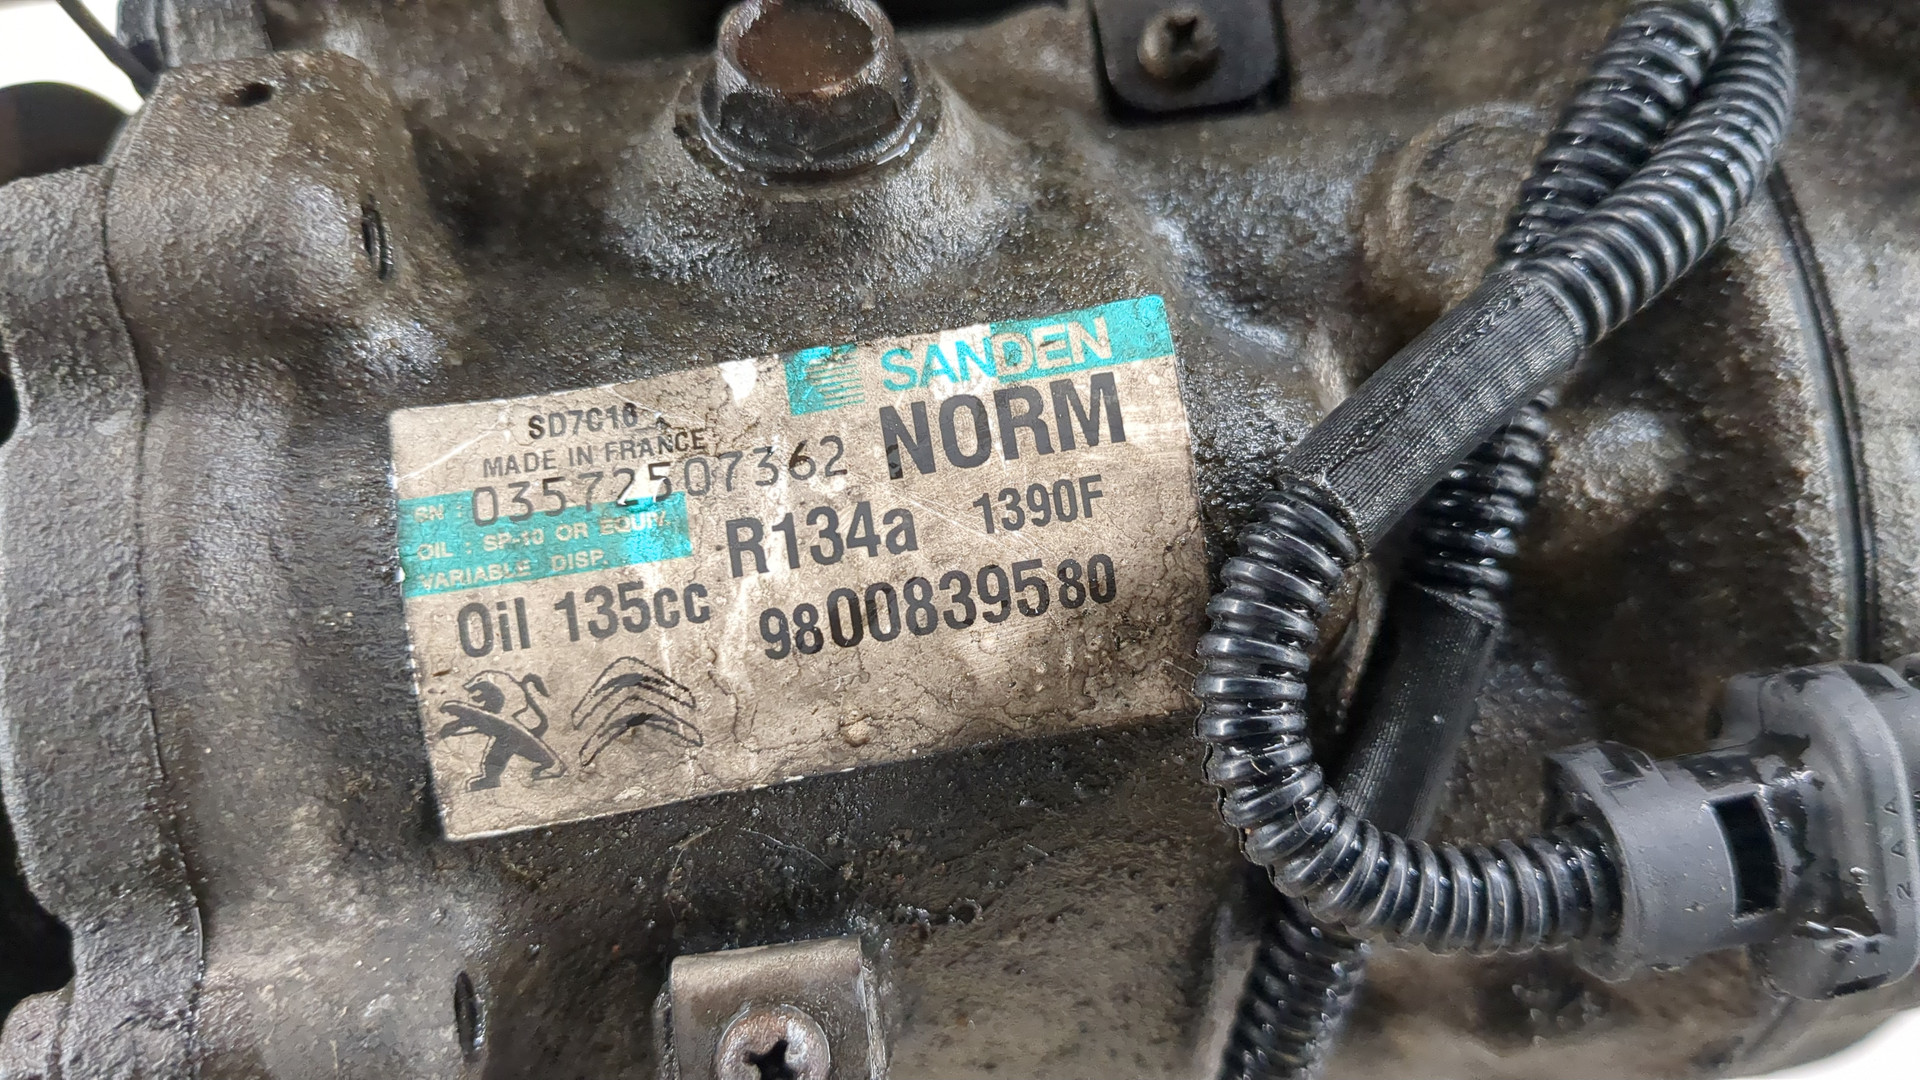 SANDEN
SD7C16
NORM
MADE IN FRANCE
SN : 03572507362
OIL : SP-10 OR EQUIV.
R134a 1390F
VARIABLE DISP.
Oil 135cc 9800839580
2 A A